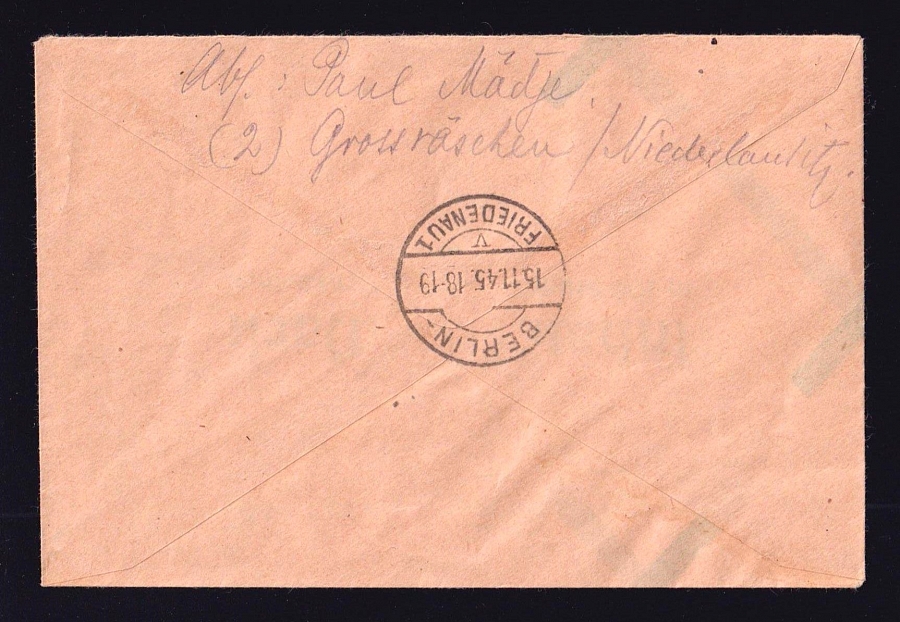 Abs.: Paul Mädje.
(2) Grossräschen / Niederlausitz.
BERLIN-
15.11.45. 18-19
V
FRIEDENAU 1